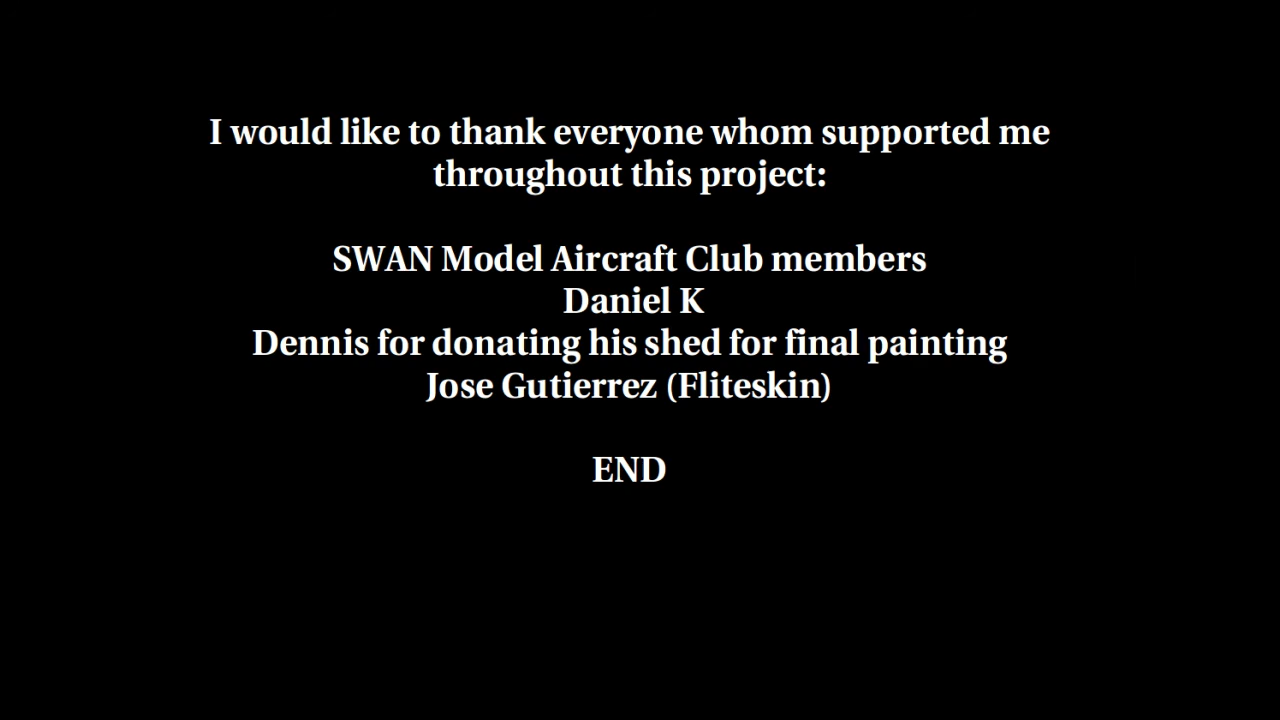 I would like to thank everyone whom supported me
throughout this project:
SWAN Model Aircraft Club members
Daniel K
Dennis for donating his shed for final painting
Jose Gutierrez (Fliteskin)
END